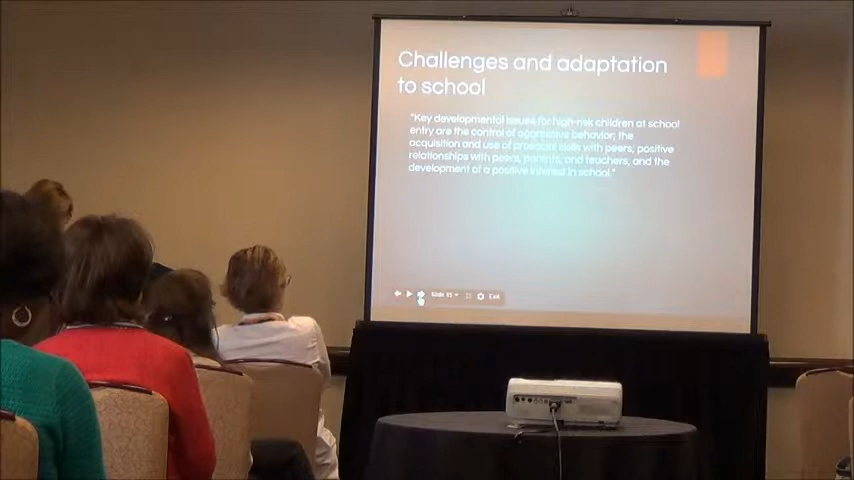 Challenges and adaptation
to school
"Key developmental issues for high-risk children at school
entry are the control of aggressive behavior, the
acquisition and use of prosocial skills with peers, positive
relationships with peers, parents, and teachers, and the
development of a positive interest in school."
Slide 15 Exit